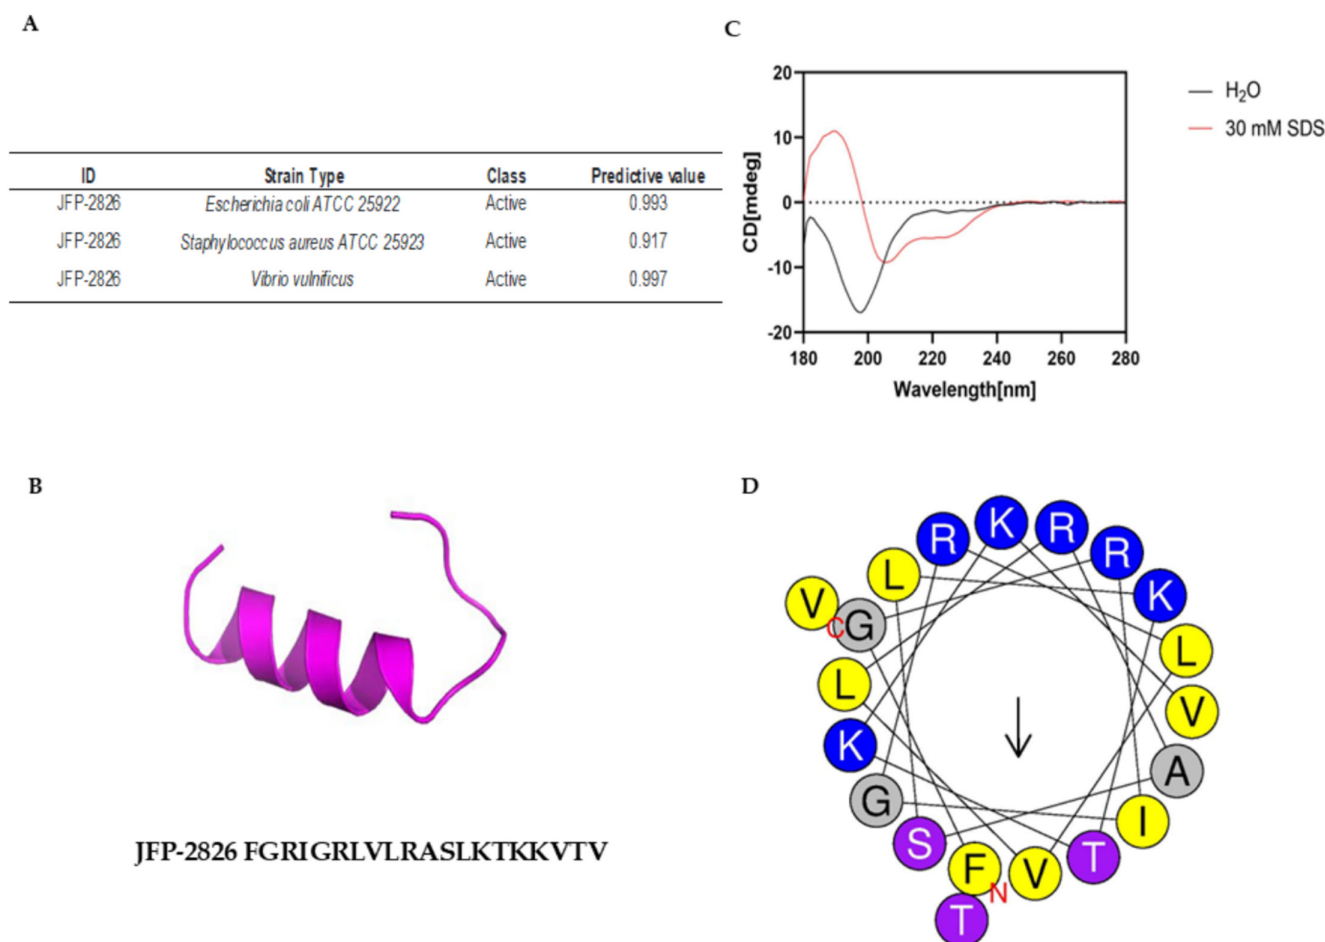 A
ID Strain Type Class Predictive value
JFP-2826 Escherichia coli ATCC 25922 Active 0.993
JFP-2826 Staphylococcus aureus ATCC 25923 Active 0.917
JFP-2826 Vibrio vulnificus Active 0.997
C
20
10
0
-10
-20
CD[mdeg]
180 200 220 240 260 280
Wavelength[nm]
H₂O
30 mM SDS
B
JFP-2826 FGRIGRLVLRASLKTKKVTV
D
R K R R
L K
V C G L
L V
K A
G I
S T
F N V
T